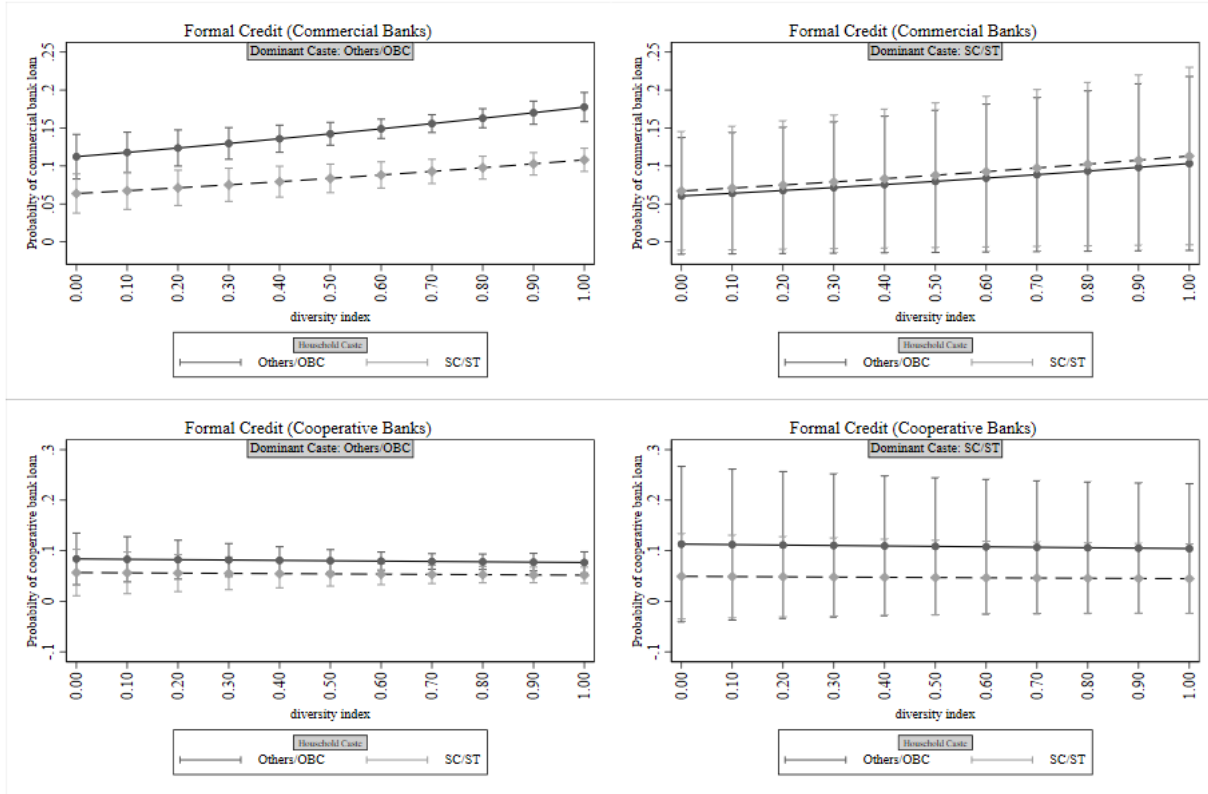 Formal Credit (Commercial Banks)
Dominant Caste: Others/OBC
Probabilty of commercial bank loan
.25
.2
.15
.1
.05
0
0.00 0.10 0.20 0.30 0.40 0.50 0.60 0.70 0.80 0.90 1.00
diversity index
Household Caste
Others/OBC SC/ST
Formal Credit (Commercial Banks)
Dominant Caste: SC/ST
Probabilty of commercial bank loan
.25
.2
.15
.1
.05
0
0.00 0.10 0.20 0.30 0.40 0.50 0.60 0.70 0.80 0.90 1.00
diversity index
Household Caste
Others/OBC SC/ST
Formal Credit (Cooperative Banks)
Dominant Caste: Others/OBC
Probabilty of cooperative bank loan
.3
.2
.1
0
-.1
0.00 0.10 0.20 0.30 0.40 0.50 0.60 0.70 0.80 0.90 1.00
diversity index
Household Caste
Others/OBC SC/ST
Formal Credit (Cooperative Banks)
Dominant Caste: SC/ST
Probabilty of cooperative bank loan
.3
.2
.1
0
-.1
0.00 0.10 0.20 0.30 0.40 0.50 0.60 0.70 0.80 0.90 1.00
diversity index
Household Caste
Others/OBC SC/ST